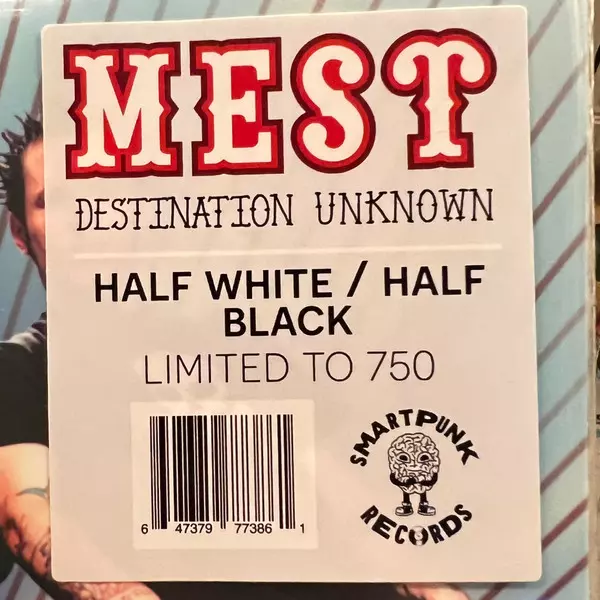 MEST
DESTINATION UNKNOWN
HALF WHITE / HALF
BLACK
LIMITED TO 750
6 47379 77386 1
SMARTPUNK
RECORDS